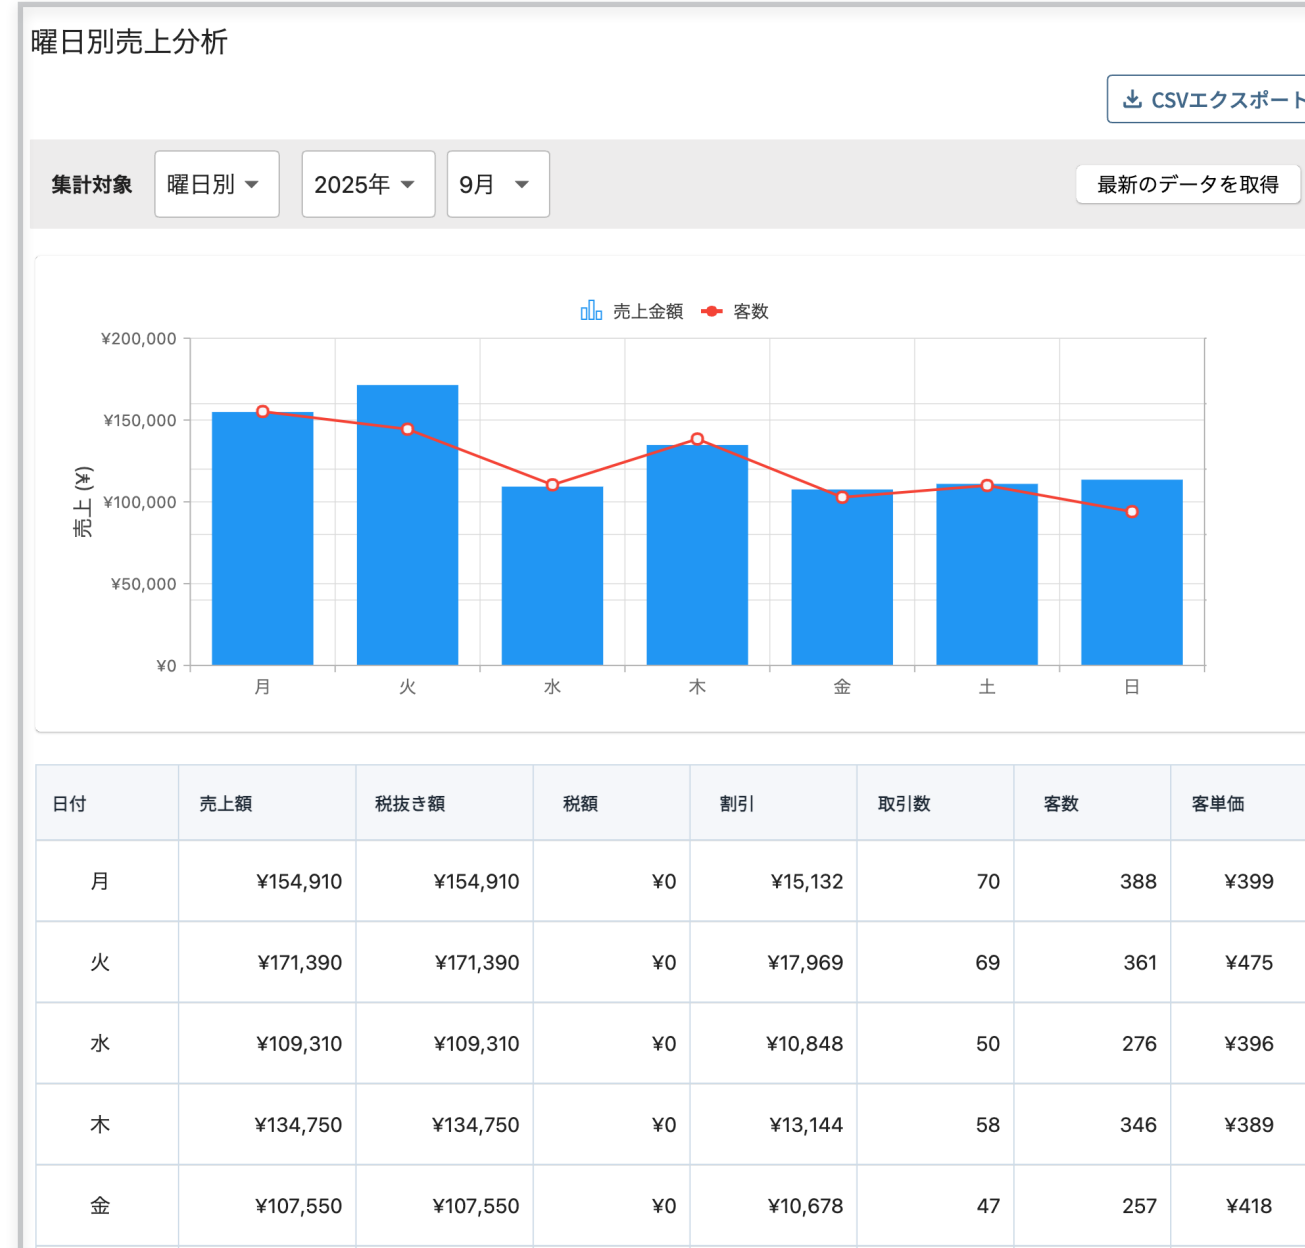 曜日別売上分析
CSVエクスポート
集計対象 曜日別 2025年 9月 最新のデータを取得
売上金額 客数
¥200,000
¥150,000
¥100,000
¥50,000
¥0
売上 (¥)
月 火 水 木 金 土 日
日付 売上額 税抜き額 税額 割引 取引数 客数 客単価
月 ¥154,910 ¥154,910 ¥0 ¥15,132 70 388 ¥399
火 ¥171,390 ¥171,390 ¥0 ¥17,969 69 361 ¥475
水 ¥109,310 ¥109,310 ¥0 ¥10,848 50 276 ¥396
木 ¥134,750 ¥134,750 ¥0 ¥13,144 58 346 ¥389
金 ¥107,550 ¥107,550 ¥0 ¥10,678 47 257 ¥418